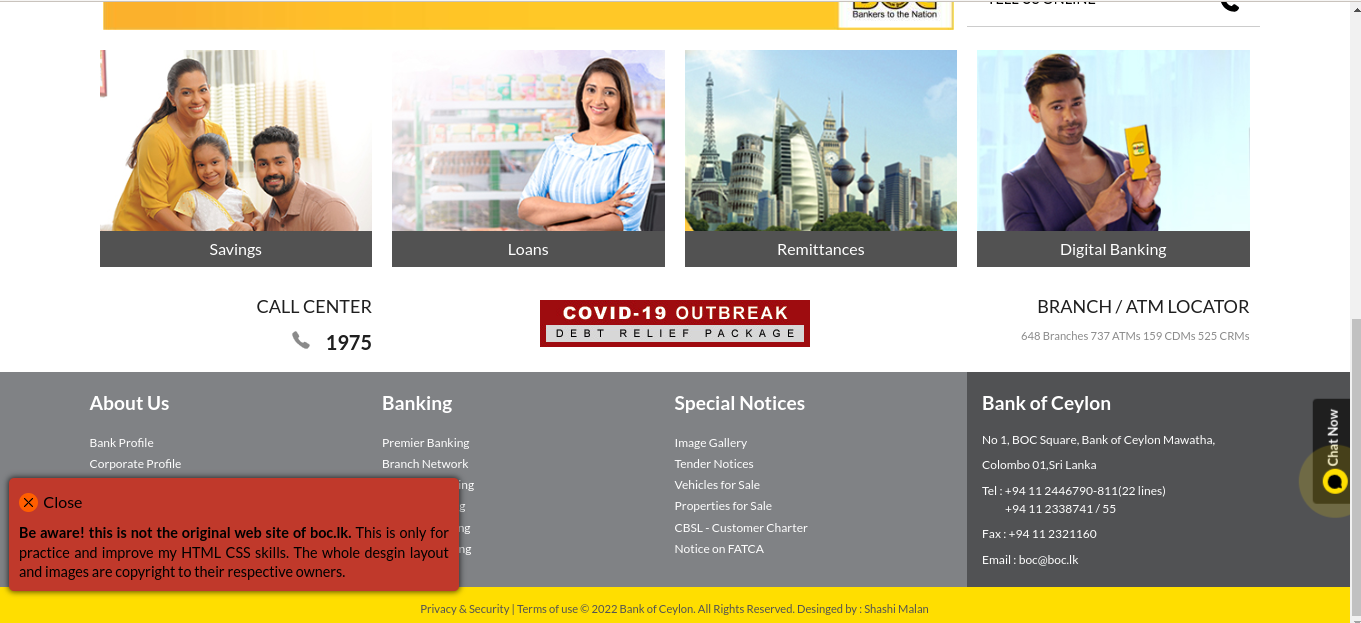 BOC
Bankers to the Nation
TELL US ONLINE
Savings
Loans
Remittances
Digital Banking
CALL CENTER
1975
COVID-19 OUTBREAK
DEBT RELIEF PACKAGE
BRANCH / ATM LOCATOR
648 Branches 737 ATMs 159 CDMs 525 CRMs
About Us
Bank Profile
Corporate Profile
Banking
Premier Banking
Branch Network
ing
g
ng
ng
Special Notices
Image Gallery
Tender Notices
Vehicles for Sale
Properties for Sale
CBSL - Customer Charter
Notice on FATCA
Bank of Ceylon
No 1, BOC Square, Bank of Ceylon Mawatha,
Colombo 01,Sri Lanka
Tel : +94 11 2446790-811(22 lines)
+94 11 2338741 / 55
Fax : +94 11 2321160
Email : boc@boc.lk
Chat Now
Close
Be aware! this is not the original web site of boc.lk. This is only for
practice and improve my HTML CSS skills. The whole desgin layout
and images are copyright to their respective owners.
Privacy & Security | Terms of use © 2022 Bank of Ceylon. All Rights Reserved. Desinged by : Shashi Malan